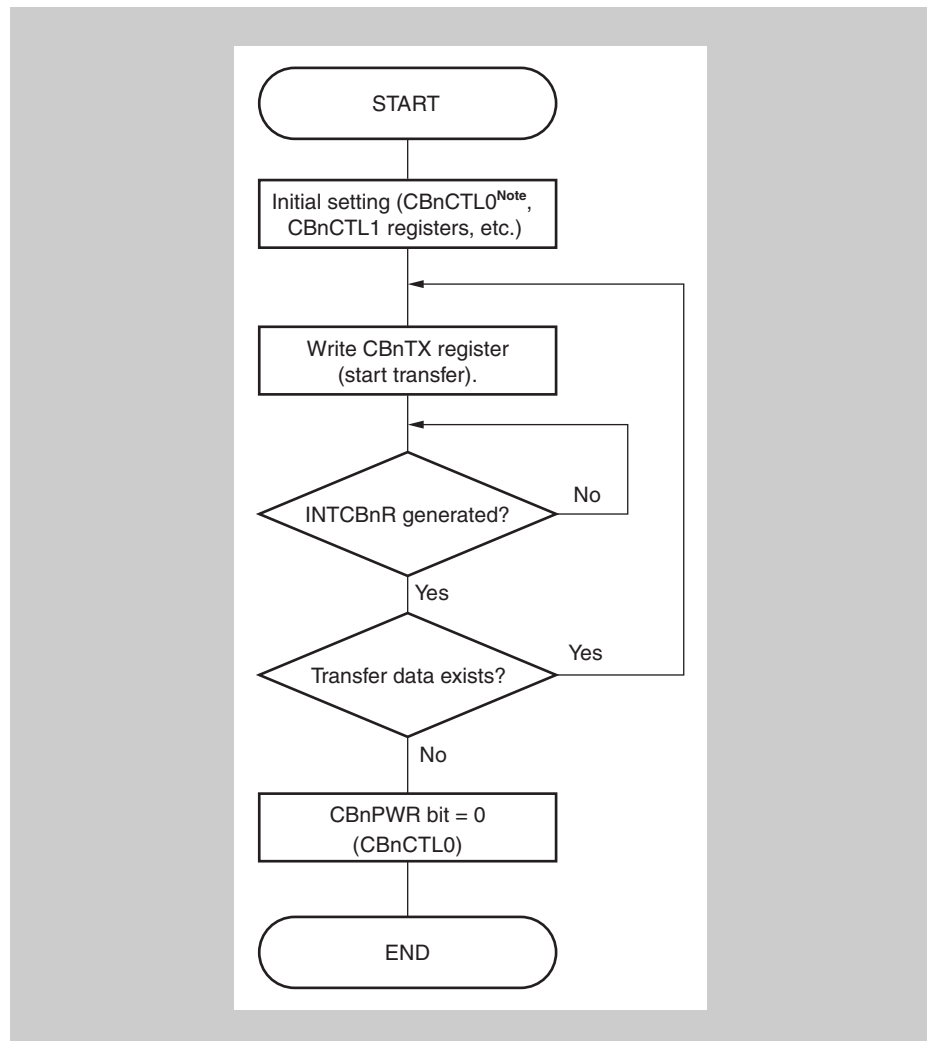 START
Initial setting (CBnCTL0Note,
CBnCTL1 registers, etc.)
Write CBnTX register
(start transfer).
No
INTCBnR generated?
Yes
Yes
Transfer data exists?
No
CBnPWR bit = 0
(CBnCTL0)
END